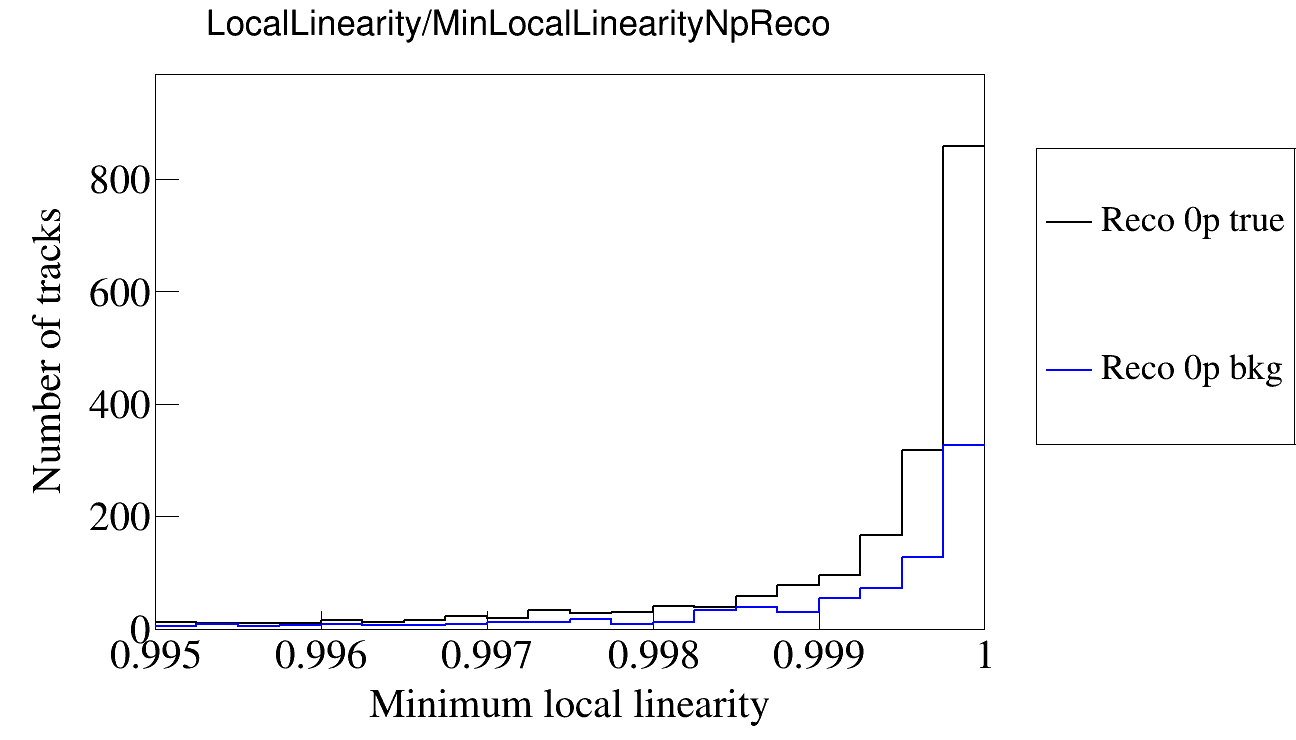 LocalLinearity/MinLocalLinearityNpReco
800
600
400
200
0
Number of tracks
0.995 0.996 0.997 0.998 0.999 1
Minimum local linearity
Reco 0p true
Reco 0p bkg